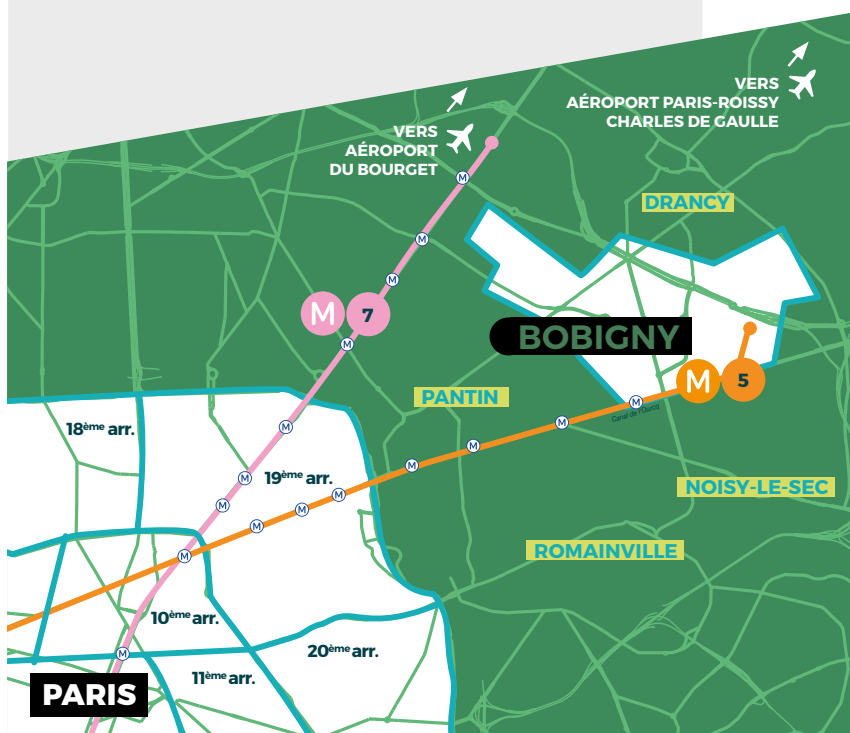 VERS
AÉROPORT PARIS-ROISSY
CHARLES DE GAULLE
VERS
AÉROPORT
DU BOURGET
M
DRANCY
M
M
M
M 7
M
BOBIGNY
M 5
PANTIN
M
Canal de l'Ourcq
M
M
18ème arr.
M
M
19ème arr.
M
NOISY-LE-SEC
M
M
M
M
ROMAINVILLE
M
10ème arr.
20ème arr.
M
11ème arr.
PARIS